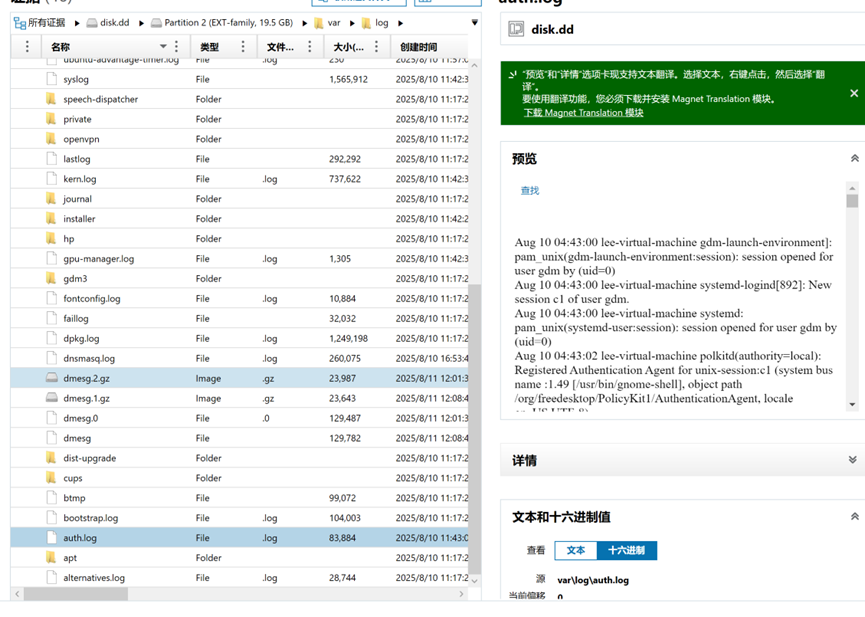 所有证据 ▸ disk.dd ▸ Partition 2 (EXT-family, 19.5 GB) ▸ var ▸ log ▸
名称 类型 文件... 大小(... 创建时间
ubuntu-advantage-timer.log File .log 230
syslog File 1,565,912 2025/8/10 11:42:3
speech-dispatcher Folder 2025/8/10 11:17:2
private Folder 2025/8/10 11:17:2
openvpn Folder 2025/8/10 11:17:2
lastlog File 292,292 2025/8/10 11:17:2
kern.log File .log 737,622 2025/8/10 11:42:3
journal Folder 2025/8/10 11:17:2
installer Folder 2025/8/10 11:42:2
hp Folder 2025/8/10 11:17:2
gpu-manager.log File .log 1,305 2025/8/10 11:42:5
gdm3 Folder 2025/8/10 11:17:2
fontconfig.log File .log 10,884 2025/8/10 11:17:2
faillog File 32,032 2025/8/10 11:17:2
dpkg.log File .log 1,249,198 2025/8/10 11:17:2
dnsmasq.log File .log 260,075 2025/8/10 16:53:4
dmesg.2.gz Image .gz 23,987 2025/8/11 12:01:3
dmesg.1.gz Image .gz 23,643 2025/8/11 12:08:4
dmesg.0 File .0 129,487 2025/8/11 12:01:3
dmesg File 129,782 2025/8/11 12:08:4
dist-upgrade Folder 2025/8/10 11:17:2
cups Folder 2025/8/10 11:17:2
btmp File 99,072 2025/8/10 11:17:2
bootstrap.log File .log 104,003 2025/8/10 11:17:2
auth.log File .log 83,884 2025/8/10 11:43:0
apt Folder 2025/8/10 11:17:2
alternatives.log File .log 28,744 2025/8/10 11:17:2
auth.log
disk.dd
"预览"和"详情"选项卡现支持文本翻译。选择文本，右键点击，然后选择"翻
译"。
要使用翻译功能，您必须下载并安装 Magnet Translation 模块。
下载 Magnet Translation 模块
预览
查找
Aug 10 04:43:00 lee-virtual-machine gdm-launch-environment]:
pam_unix(gdm-launch-environment:session): session opened for
user gdm by (uid=0)
Aug 10 04:43:00 lee-virtual-machine systemd-logind[892]: New
session c1 of user gdm.
Aug 10 04:43:00 lee-virtual-machine systemd:
pam_unix(systemd-user:session): session opened for user gdm by
(uid=0)
Aug 10 04:43:02 lee-virtual-machine polkitd(authority=local):
Registered Authentication Agent for unix-session:c1 (system bus
name :1.49 [/usr/bin/gnome-shell], object path
/org/freedesktop/PolicyKit1/AuthenticationAgent, locale
en_US.UTF-8)
详情
文本和十六进制值
查看 文本 十六进制
源 var\log\auth.log
当前偏移 0